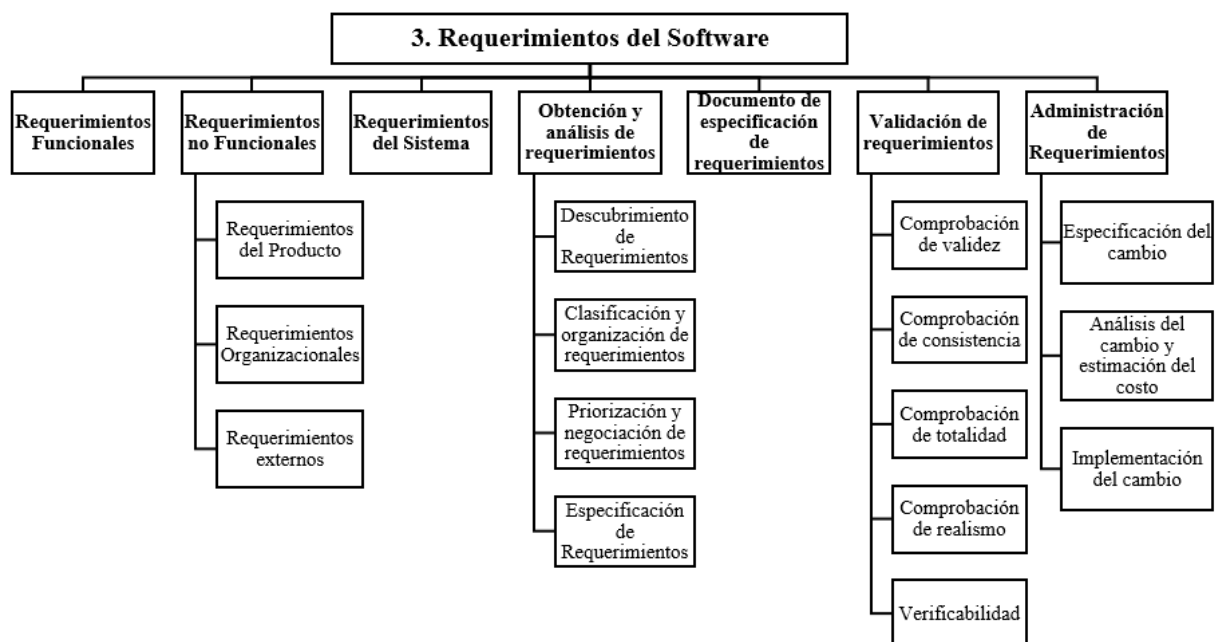 3. Requerimientos del Software
Requerimientos
Funcionales
Requerimientos
no Funcionales
Requerimientos
del Producto
Requerimientos
Organizacionales
Requerimientos
externos
Requerimientos
del Sistema
Obtención y
análisis de
requerimientos
Descubrimiento
de
Requerimientos
Clasificación y
organización de
requerimientos
Priorización y
negociación de
requerimientos
Especificación
de
Requerimientos
Documento de
especificación
de
requerimientos
Validación de
requerimientos
Comprobación
de validez
Comprobación
de consistencia
Comprobación
de totalidad
Comprobación
de realismo
Verificabilidad
Administración
de
Requerimientos
Especificación del
cambio
Análisis del
cambio y
estimación del
costo
Implementación
del cambio